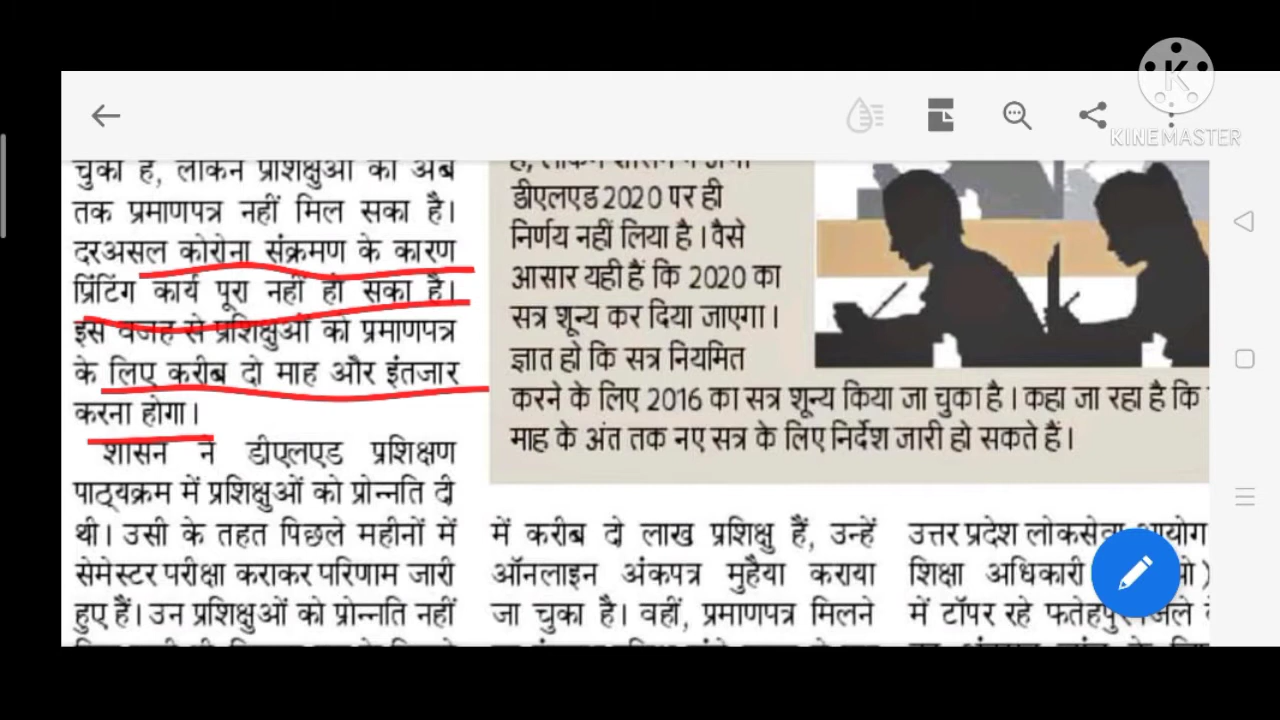 KINEMASTER
चुका है, लेकिन प्रशिक्षुओं को अब
तक प्रमाणपत्र नहीं मिल सका है।
दरअसल कोरोना संक्रमण के कारण
प्रिंटिंग कार्य पूरा नहीं हो सका है।
इस वजह से प्रशिक्षुओं को प्रमाणपत्र
के लिए करीब दो माह और इंतजार
करना होगा।
शासन ने डीएलएड प्रशिक्षण
पाठ्यक्रम में प्रशिक्षुओं को प्रोन्नति दी
थी। उसी के तहत पिछले महीनों में
सेमेस्टर परीक्षा कराकर परिणाम जारी
हुए हैं। उन प्रशिक्षुओं को प्रोन्नति नहीं
डीएलएड 2020 पर ही
निर्णय नहीं लिया है। वैसे
आसार यही हैं कि 2020 का
सत्र शून्य कर दिया जाएगा।
ज्ञात हो कि सत्र नियमित
करने के लिए 2016 का सत्र शून्य किया जा चुका है। कहा जा रहा है कि
माह के अंत तक नए सत्र के लिए निर्देश जारी हो सकते हैं।
में करीब दो लाख प्रशिक्षु हैं, उन्हें
ऑनलाइन अंकपत्र मुहैया कराया
जा चुका है। वहीं, प्रमाणपत्र मिलने
उत्तर प्रदेश लोकसेवा आयोग
शिक्षा अधिकारी
में टॉपर रहे फतेहपुर जिले